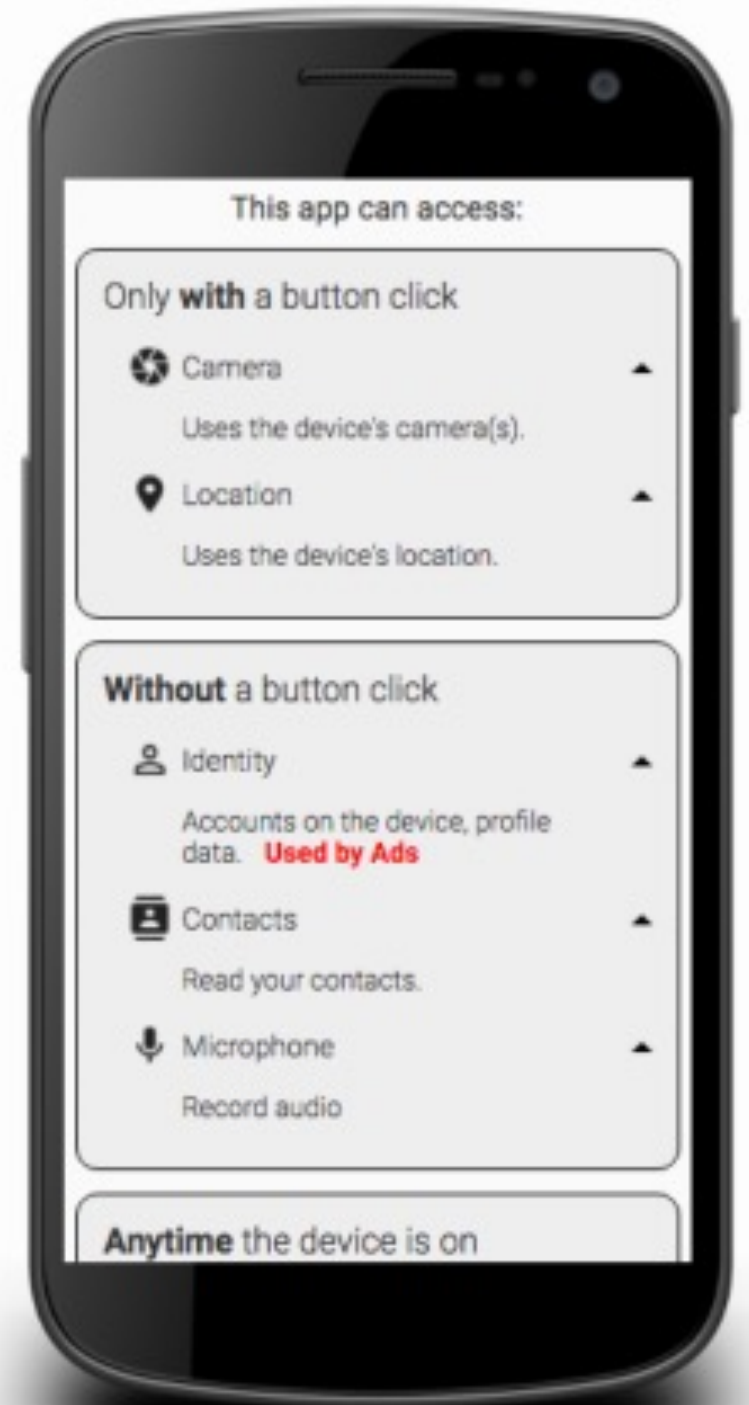 This app can access:
Only with a button click
Camera
Uses the device's camera(s).
Location
Uses the device's location.
Without a button click
Identity
Accounts on the device, profile
data. Used by Ads
Contacts
Read your contacts.
Microphone
Record audio
Anytime the device is on